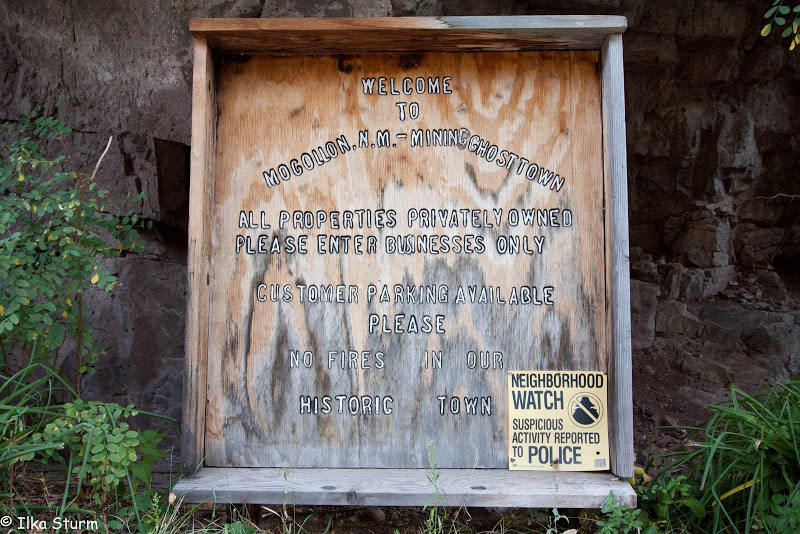 WELCOME
TO
MOGOLLON, N.M. - MINING GHOST TOWN
ALL PROPERTIES PRIVATELY OWNED
PLEASE ENTER BUSINESSES ONLY
CUSTOMER PARKING AVAILABLE
PLEASE
NO FIRES IN OUR
HISTORIC TOWN
NEIGHBORHOOD
WATCH
SUSPICIOUS
ACTIVITY REPORTED
TO POLICE
© Ilka Sturm